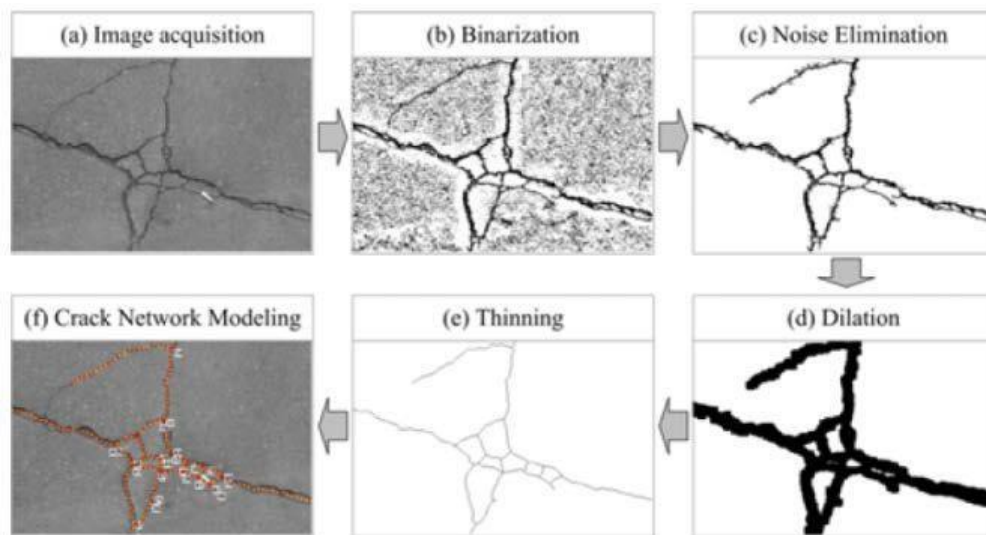 (a) Image acquisition
(b) Binarization
(c) Noise Elimination
(f) Crack Network Modeling
(e) Thinning
(d) Dilation